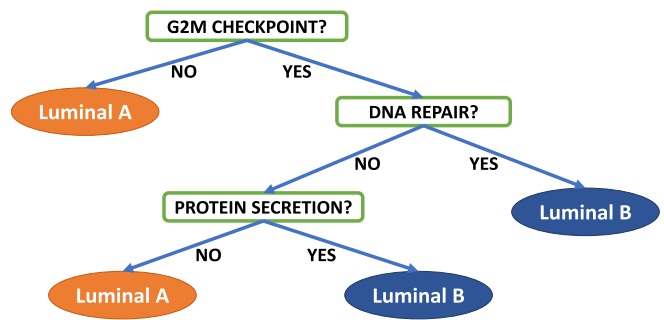 G2M CHECKPOINT?
NO
YES
Luminal A
DNA REPAIR?
NO
YES
PROTEIN SECRETION?
Luminal B
NO
YES
Luminal A
Luminal B